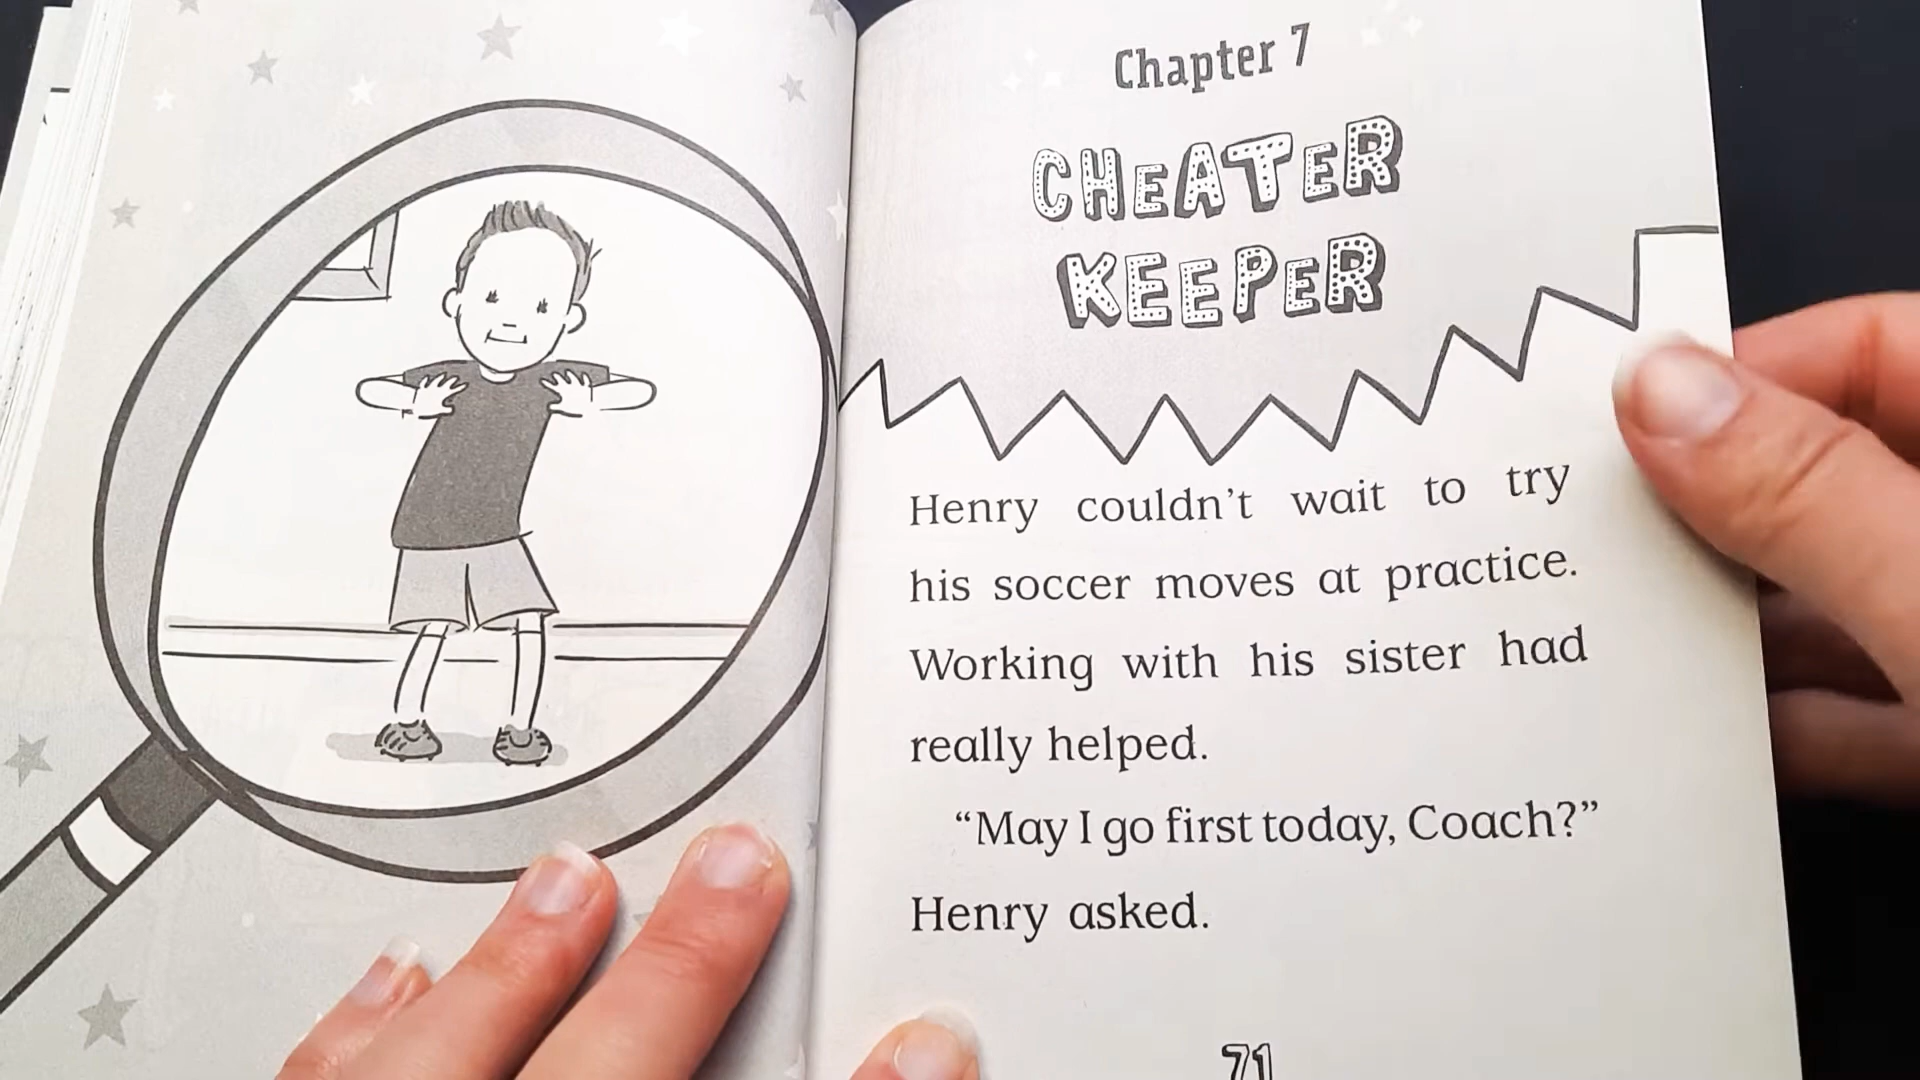 Chapter 7
CHEATER
KEEPER
Henry couldn't wait to try
his soccer moves at practice.
Working with his sister had
really helped.
“May I go first today, Coach?”
Henry asked.
71